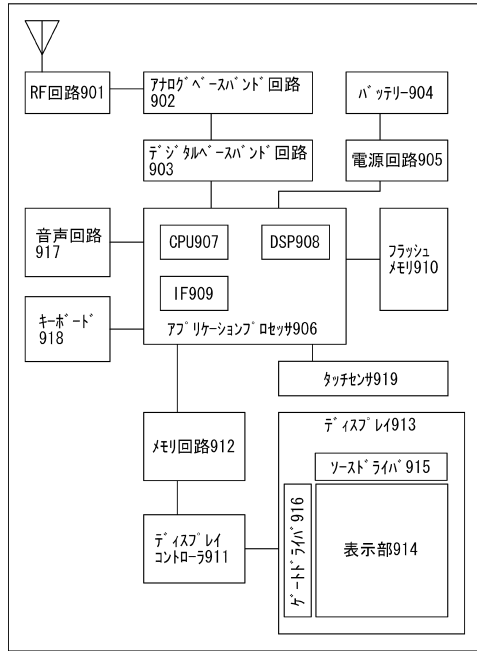 RF回路901
アナログベースバンド回路
902
バッテリー904
デジタルベースバンド回路
903
電源回路905
音声回路
917
CPU907
DSP908
フラッシュ
メモリ910
IF909
キーボード
918
アプリケーションプロセッサ906
タッチセンサ919
メモリ回路912
ディスプレイ913
ソースドライバ915
ゲートドライバ916
表示部914
ディスプレイ
コントローラ911